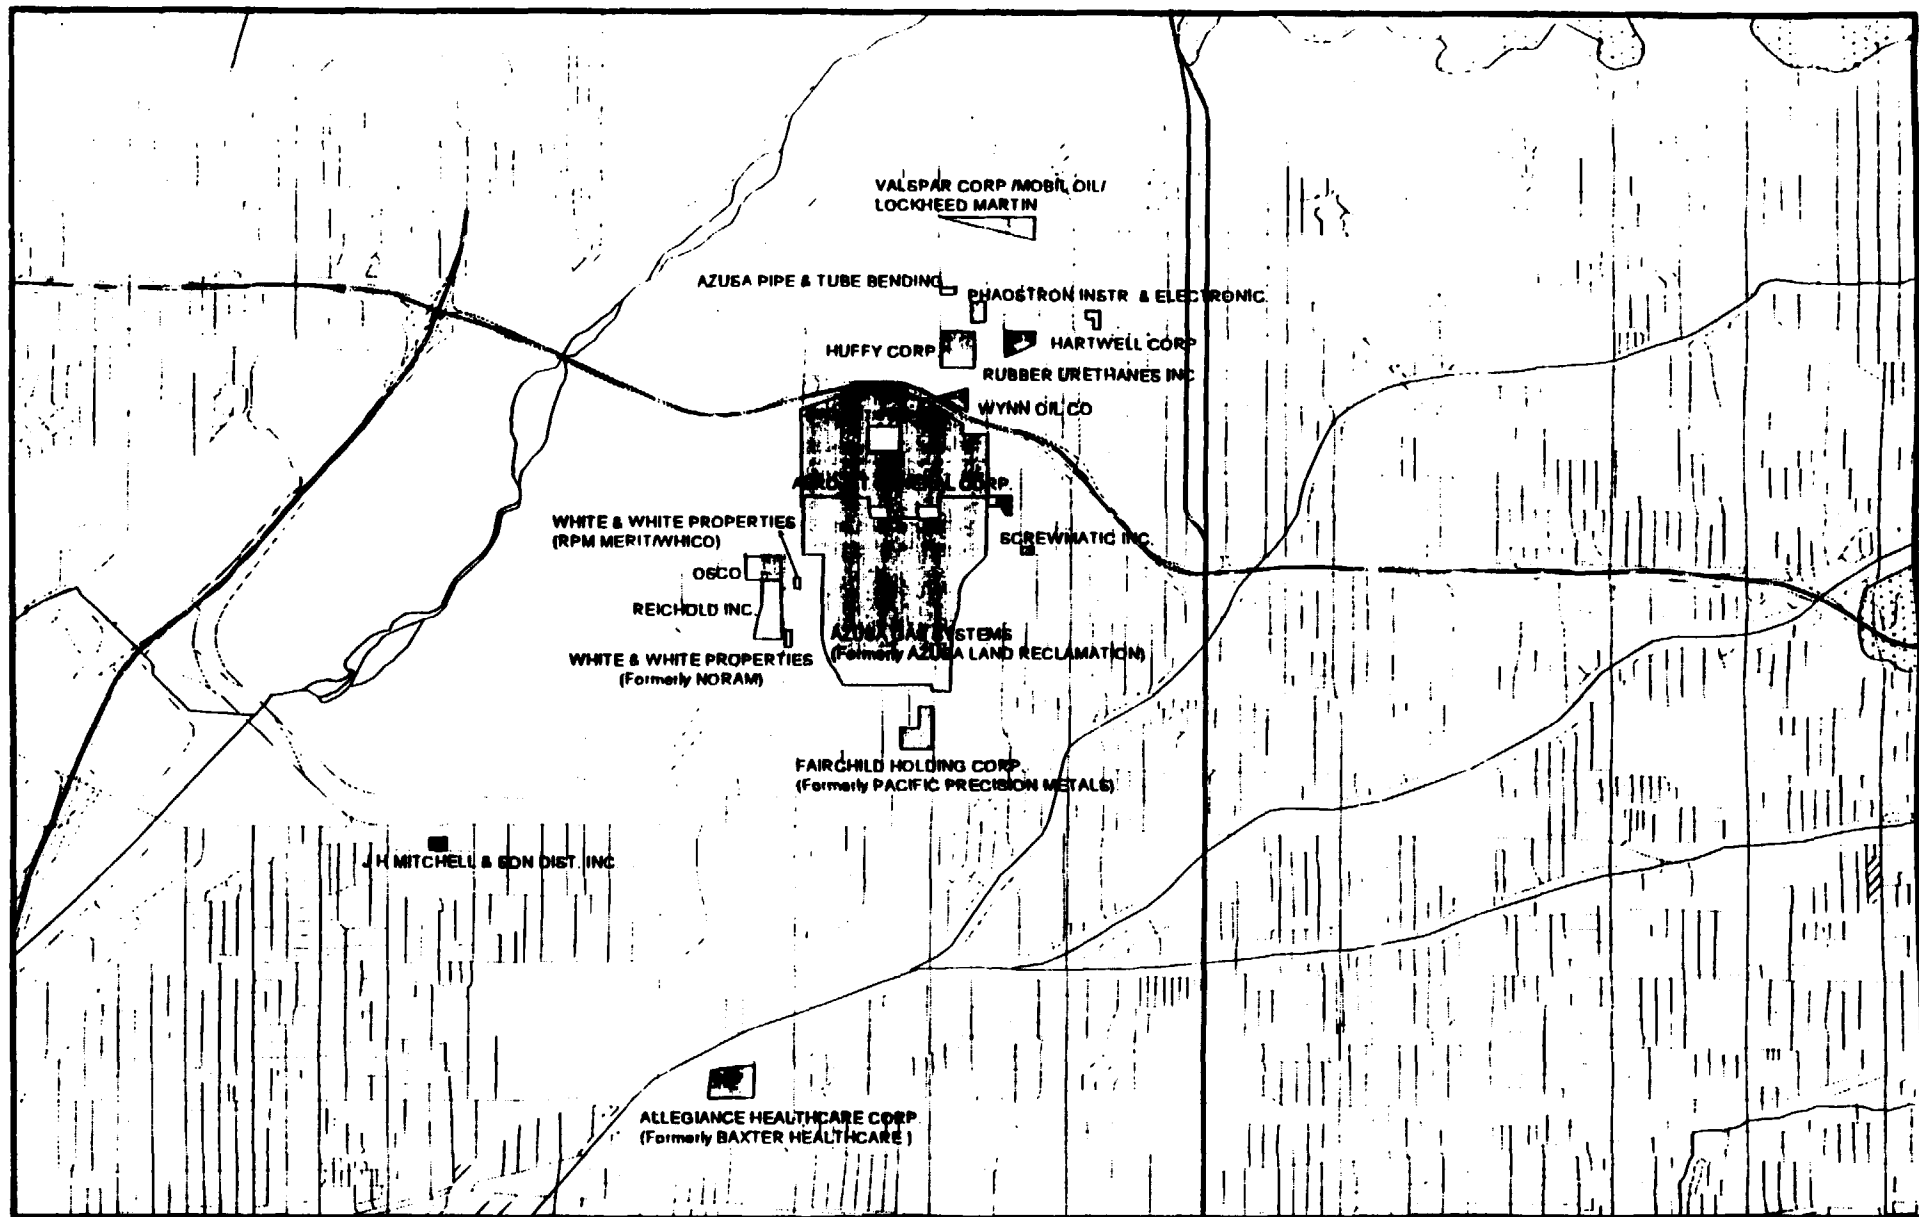 VALSPAR CORP /MOBIL OIL/
LOCKHEED MARTIN
AZUSA PIPE & TUBE BENDING
PHAOSTRON INSTR & ELECTRONIC
HUFFY CORP
HARTWELL CORP
RUBBER URETHANES INC
WYNN OIL CO
CORP.
WHITE & WHITE PROPERTIES
(RPM MERIT/WHICO)
SCREWMATIC INC.
OSCO
REICHOLD INC.
AZUSA GAS SYSTEMS
(Formerly AZUSA LAND RECLAMATION)
WHITE & WHITE PROPERTIES
(Formerly NORAM)
FAIRCHILD HOLDING CORP.
(Formerly PACIFIC PRECISION METALS)
J H MITCHELL & SON DIST. INC
ALLEGIANCE HEALTHCARE CORP
(Formerly BAXTER HEALTHCARE )